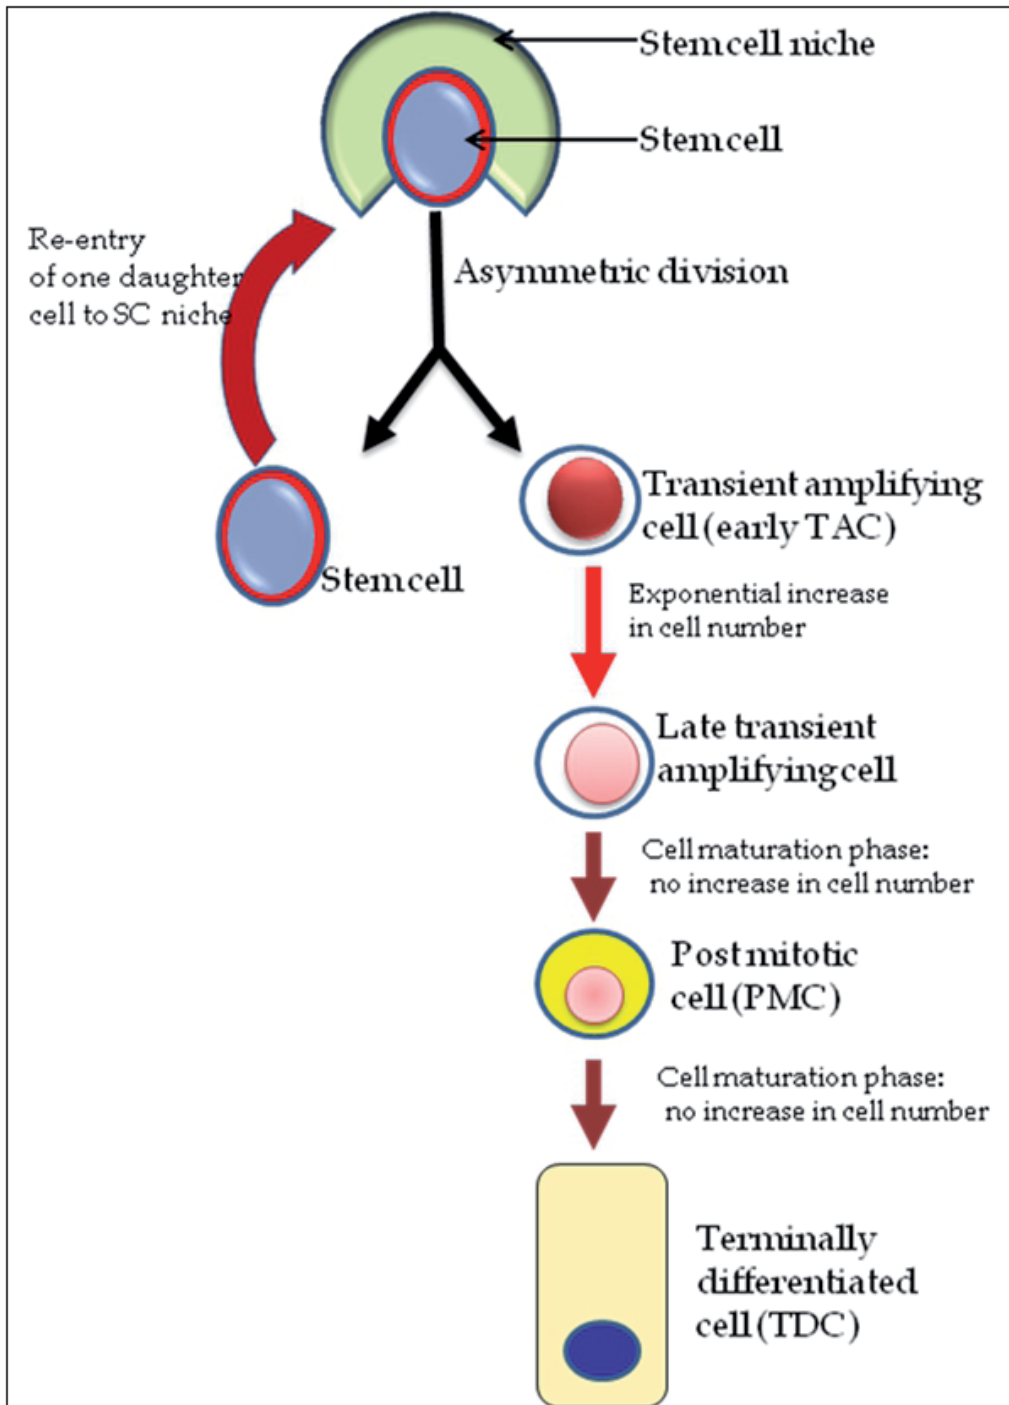 Stem cell niche
Stem cell
Re-entry
of one daughter
cell to SC niche
Asymmetric division
Transient amplifying
cell (early TAC)
Stem cell
Exponential increase
in cell number
Late transient
amplifying cell
Cell maturation phase:
no increase in cell number
Post mitotic
cell (PMC)
Cell maturation phase:
no increase in cell number
Terminally
differentiated
cell (TDC)